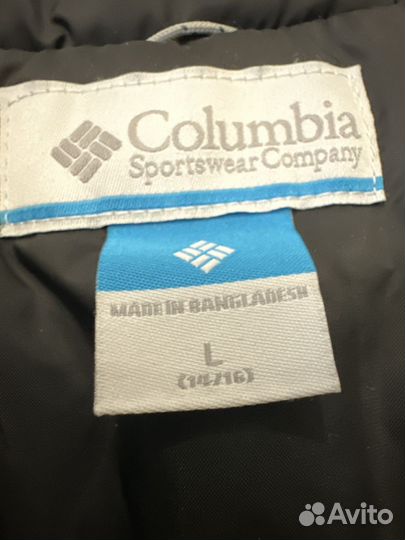 Columbia
Sportswear Company
MADE IN BANGLADESH
L
(14/16)
Avito